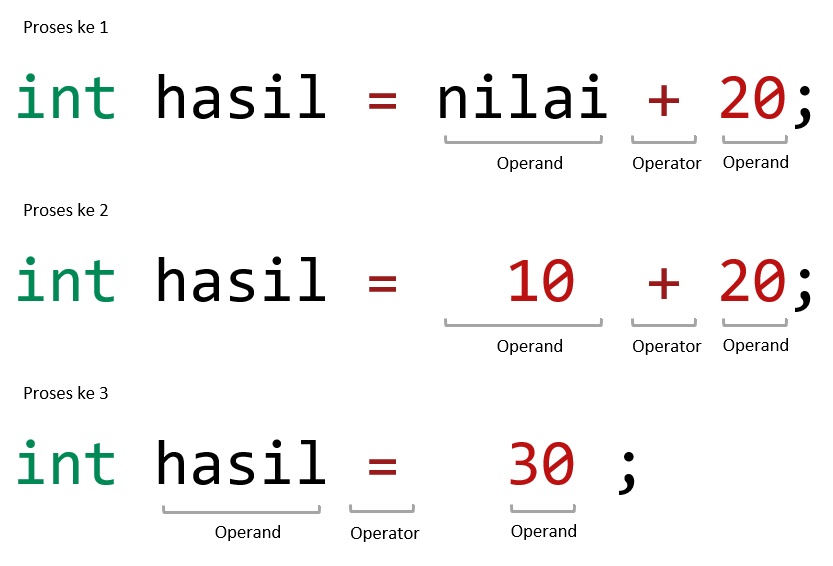 Proses ke 1
int hasil = nilai + 20;
Operand Operator Operand
Proses ke 2
int hasil = 10 + 20;
Operand Operator Operand
Proses ke 3
int hasil = 30 ;
Operand Operator Operand